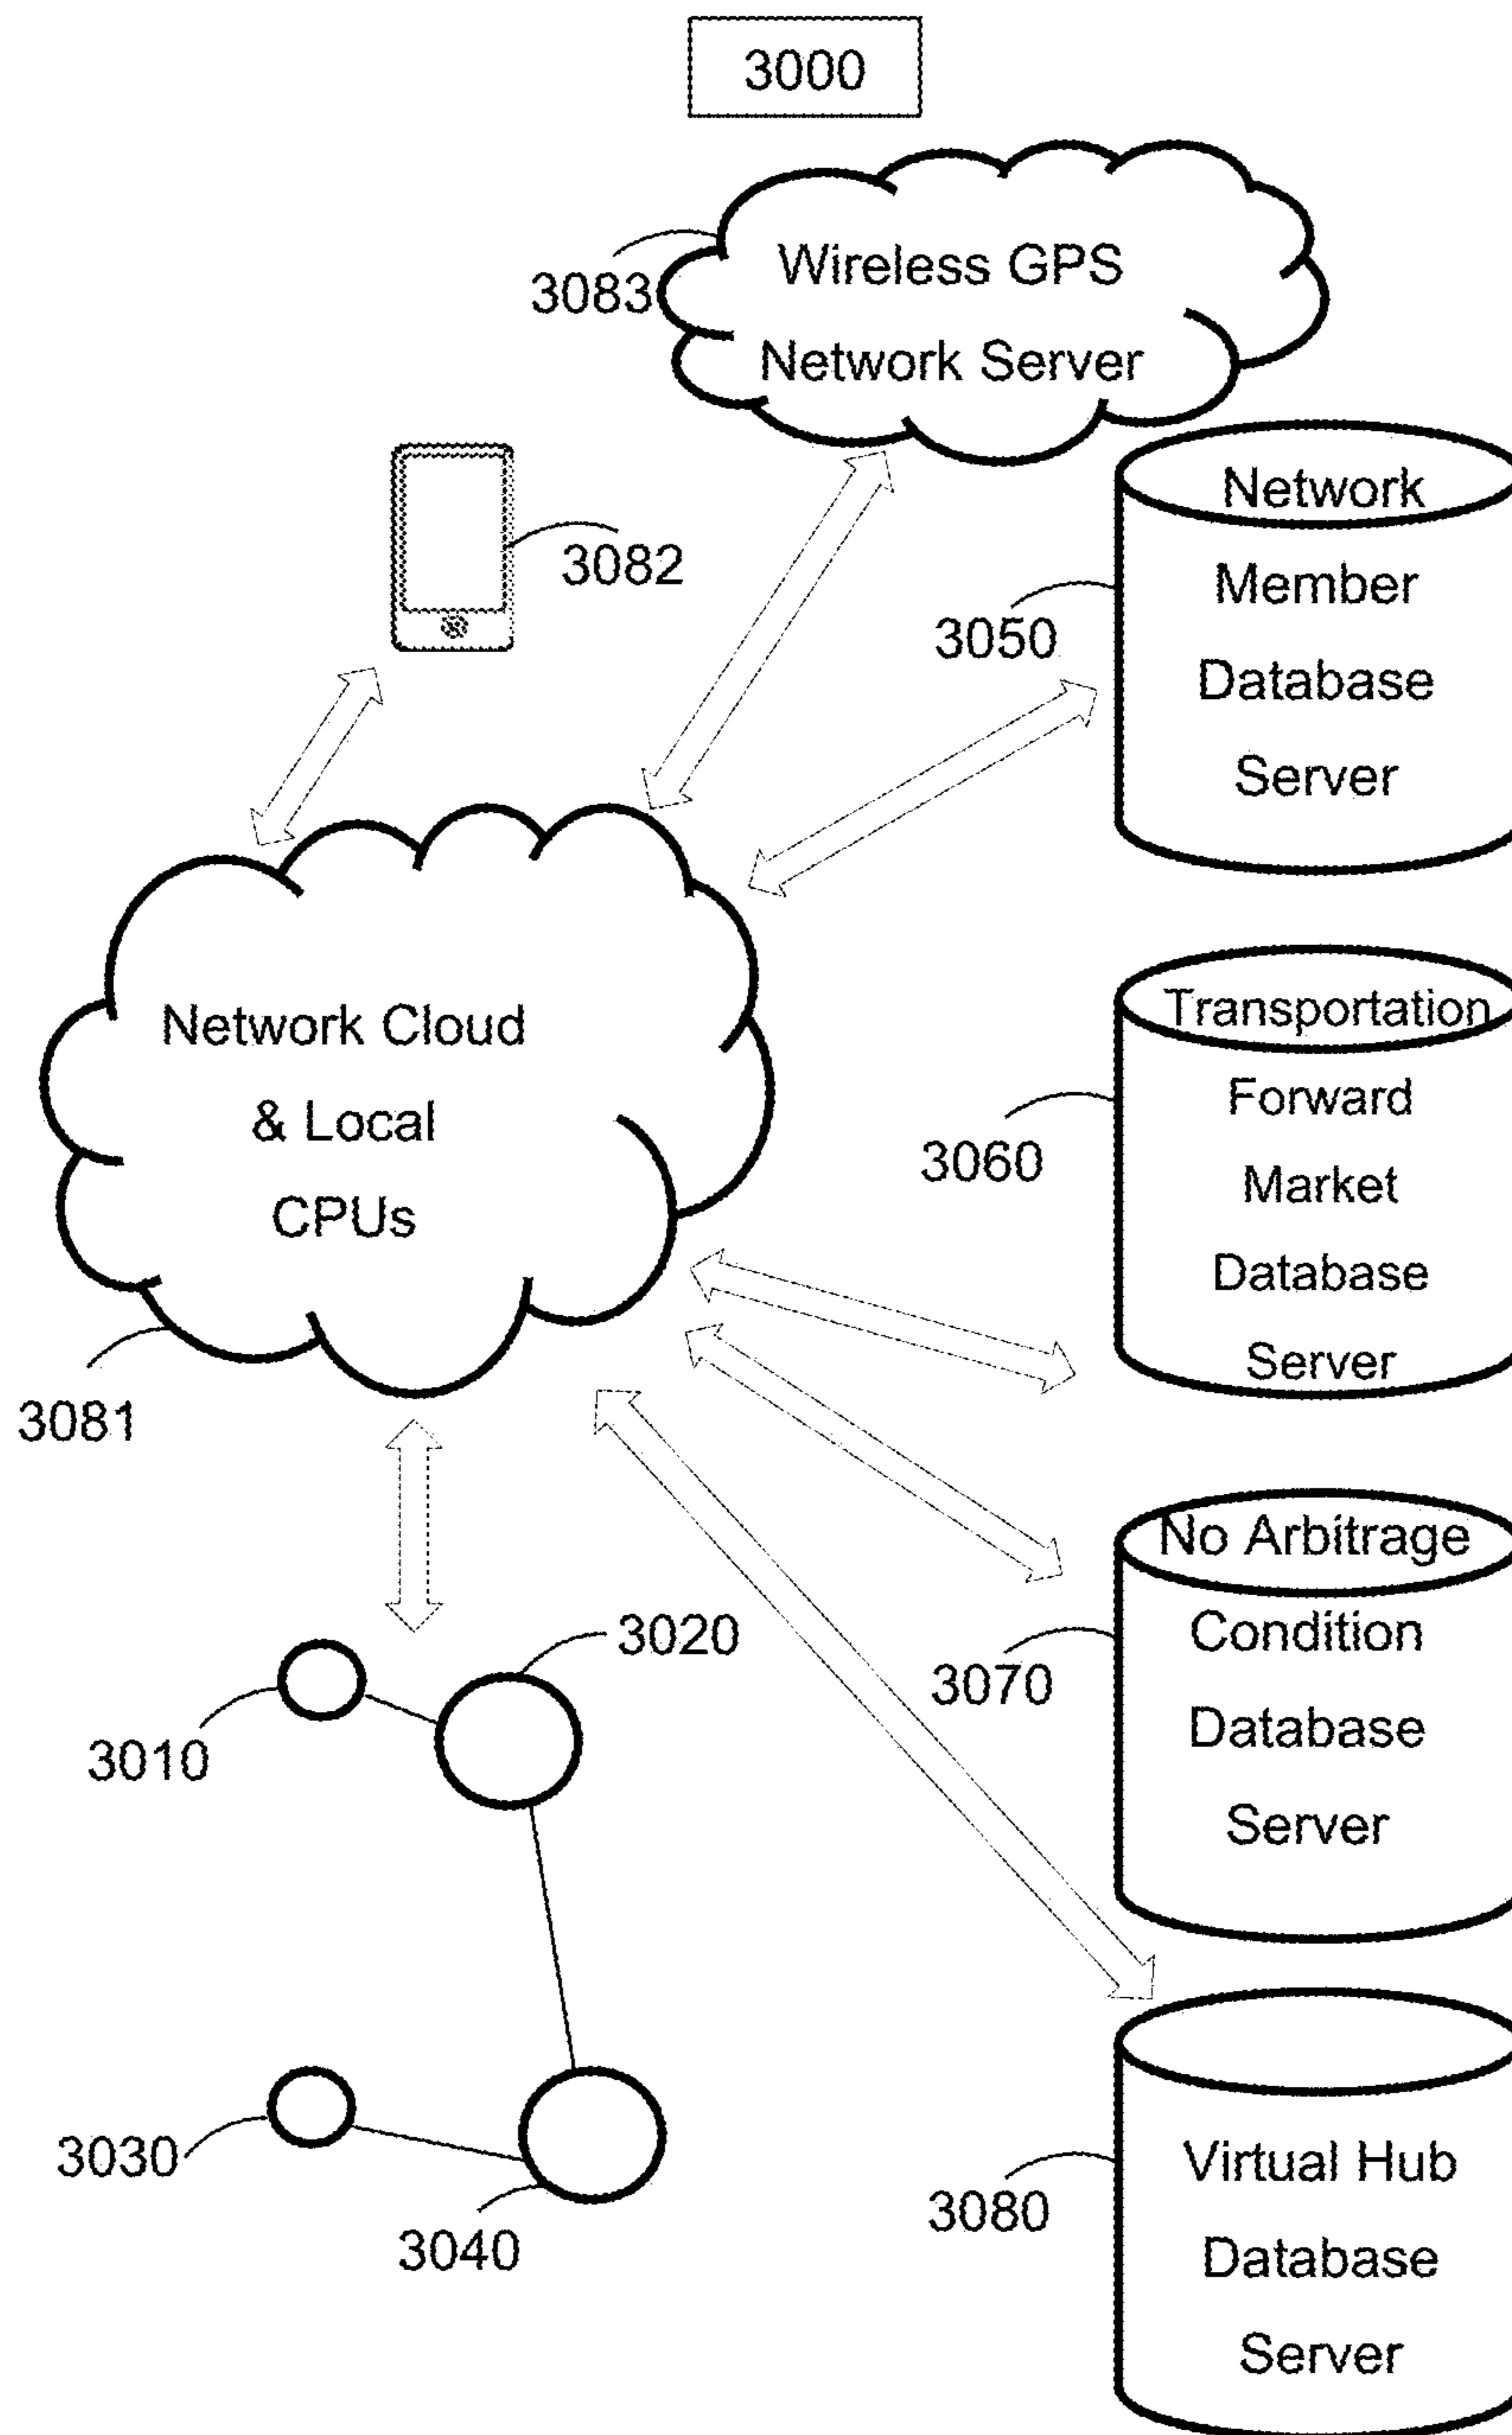 3000
Wireless GPS
Network Server
3083
3082
Network
Member
Database
Server
3050
Network Cloud
& Local
CPUs
3081
Transportation
Forward
Market
Database
Server
3060
No Arbitrage
Condition
Database
Server
3070
3020
3010
3030
3040
Virtual Hub
Database
Server
3080